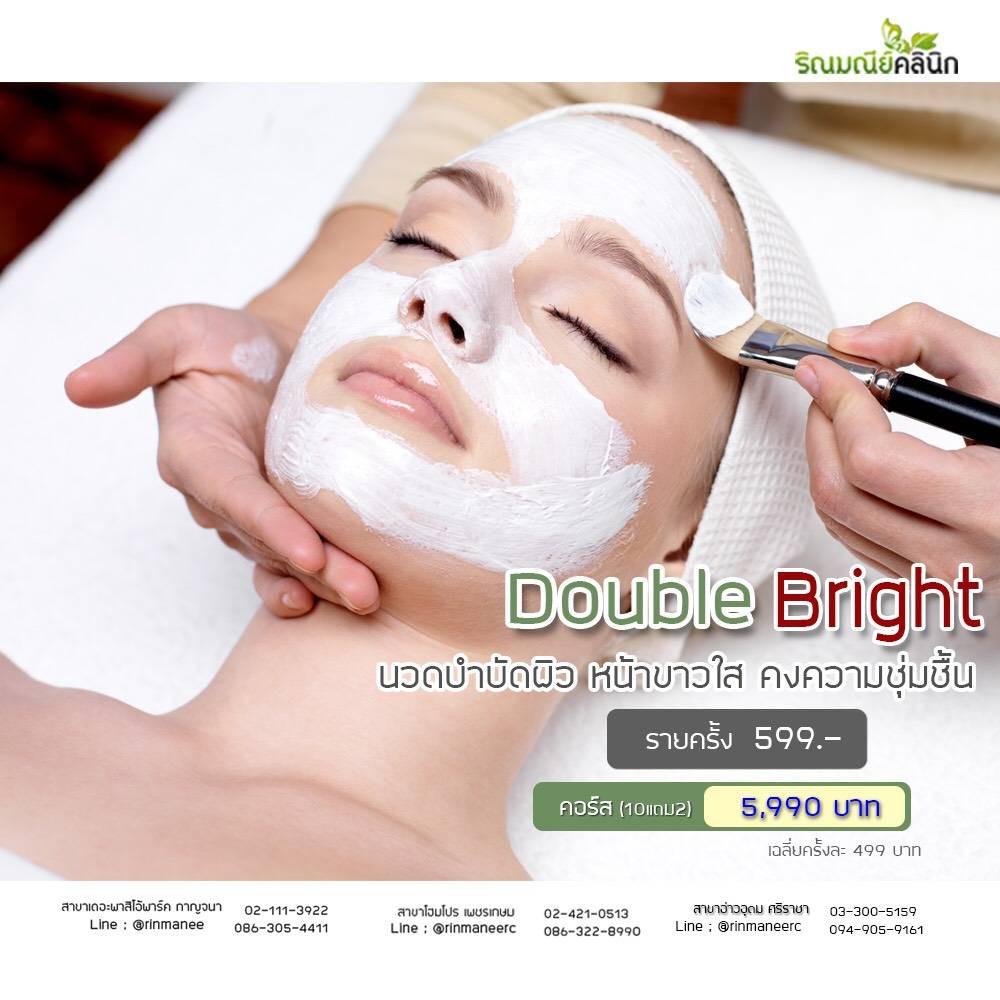 ริณมณีย์คลินิก
Double Bright
นวดบำบัดผิว หน้าขาวใส คงความชุ่มชื้น
รายครั้ง 599.-
คอร์ส (10แถม2) 5,990 บาท
เฉลี่ยครั้งละ 499 บาท
สาขาเดอะพาสิโอ้พาร์ค กาญจนา 02-111-3922
Line ; @rinmanee 086-305-4411
สาขาโฮมโปร เพชรเกษม 02-421-0513
Line ; @rinmaneerc 086-322-8990
สาขาอ่าวอุดม ศรีราชา 03-300-5159
Line ; @rinmaneerc 094-905-9161